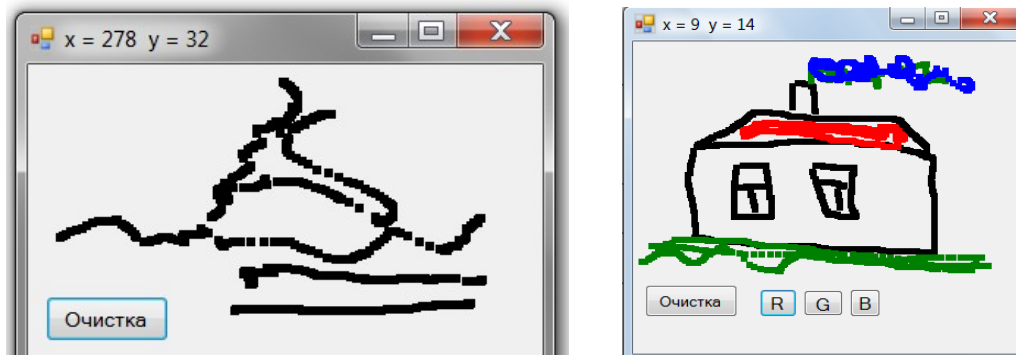 x = 278 y = 32
Очистка
x = 9 y = 14
Очистка
R
G
B